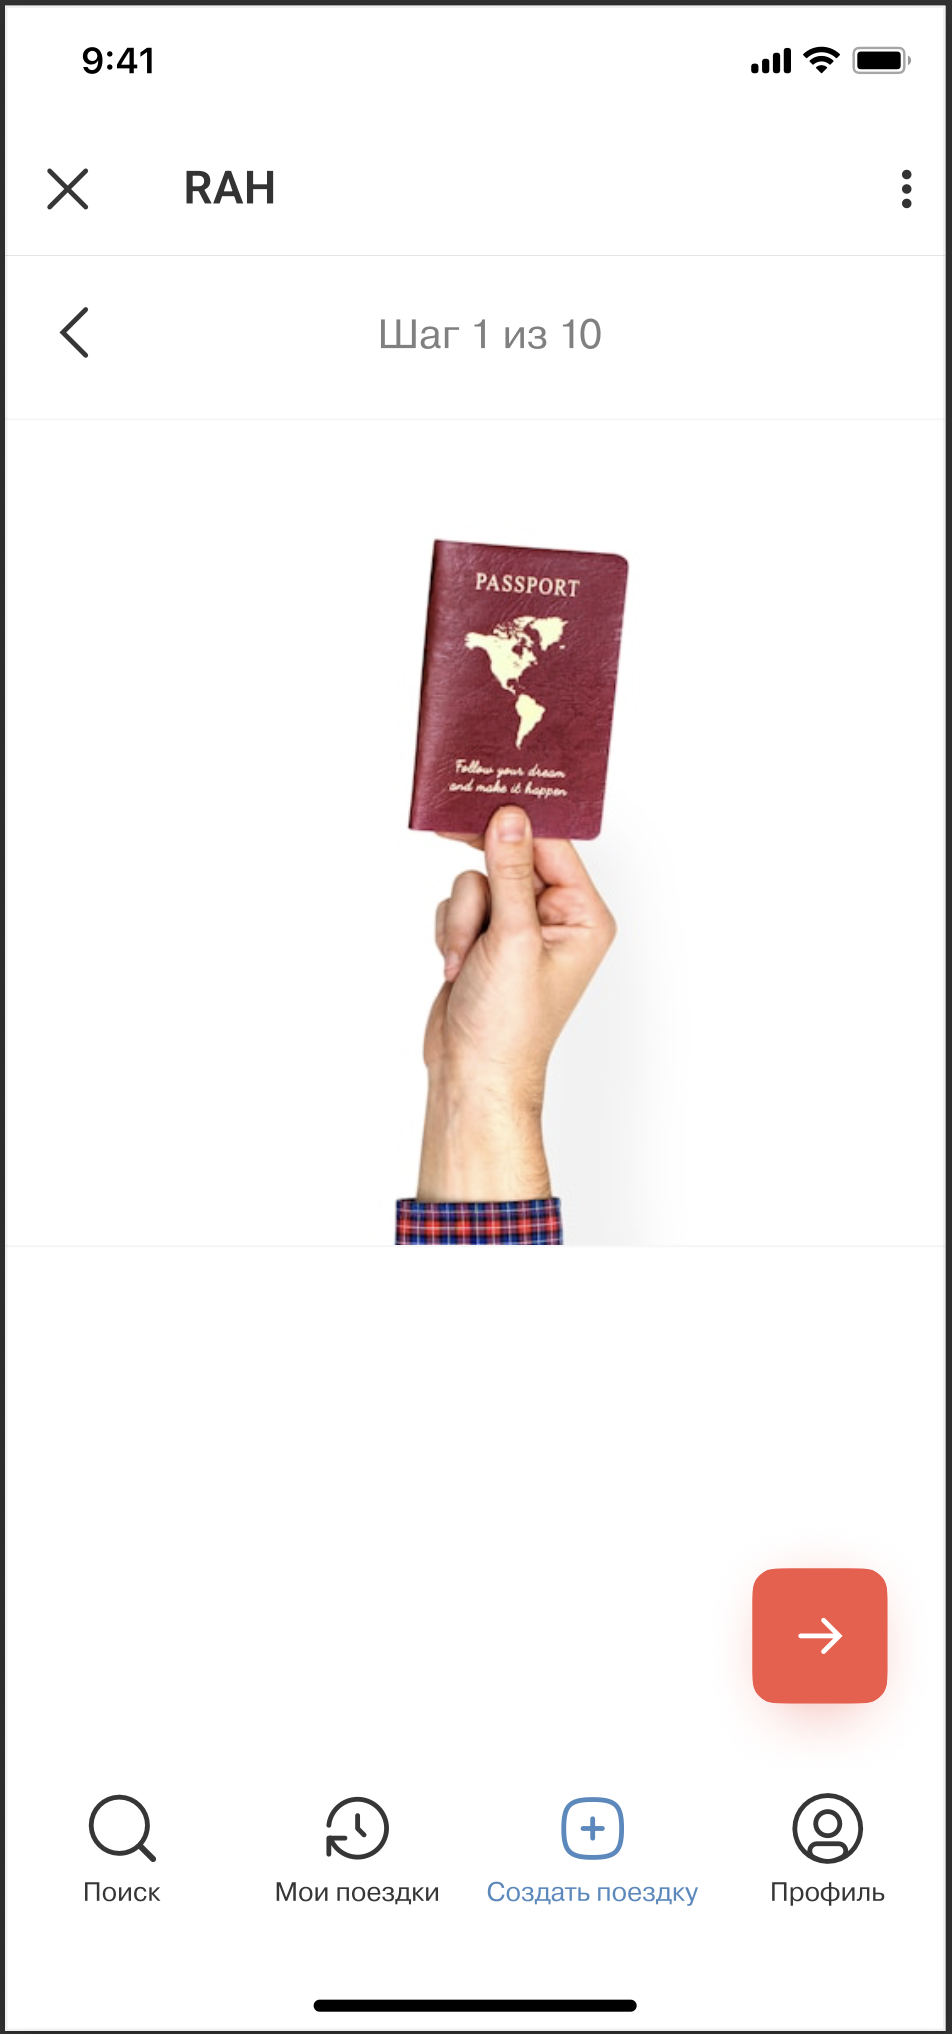 9:41
RAH
Шаг 1 из 10
PASSPORT
Follow your dream
and make it happen
Поиск
Мои поездки
Создать поездку
Профиль